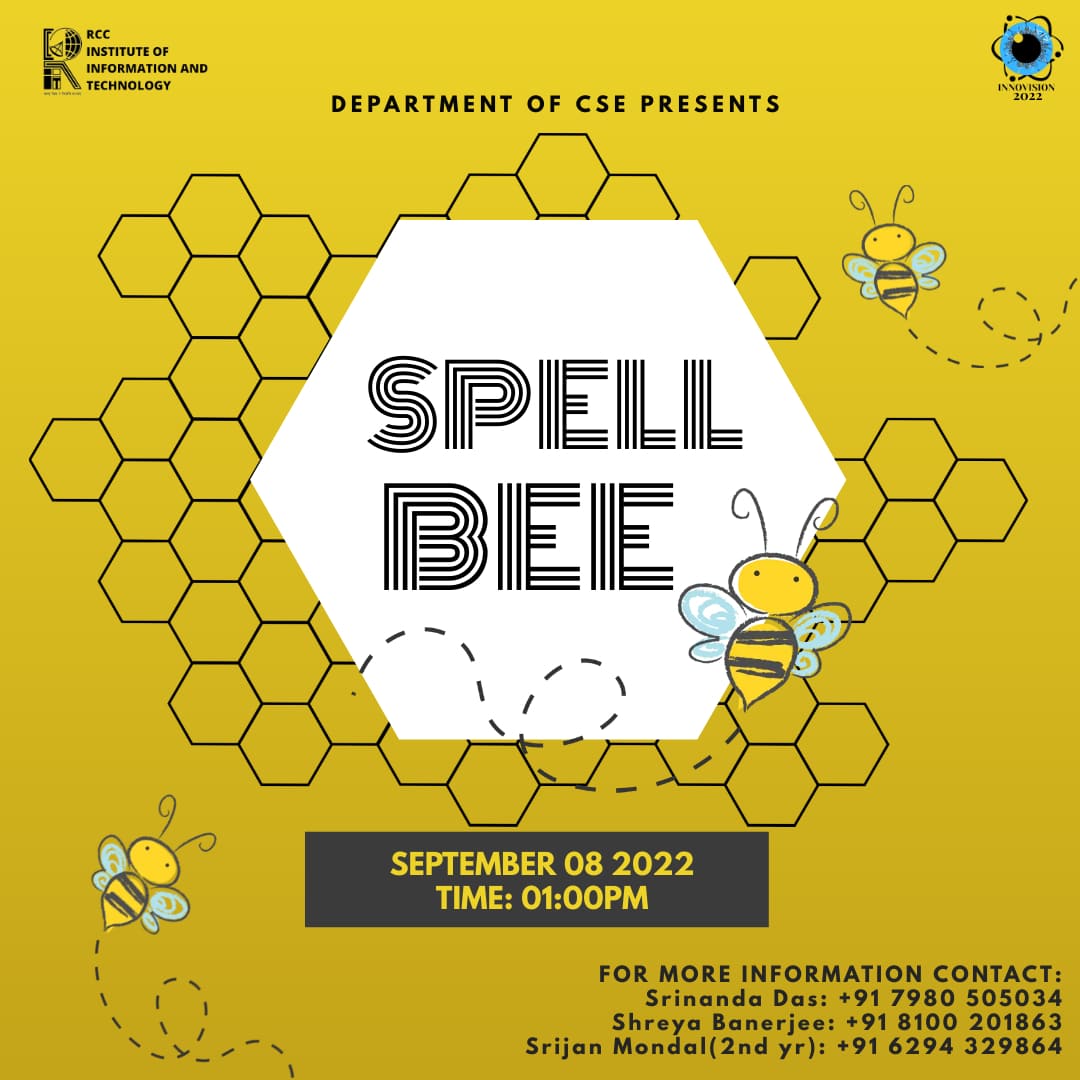 RCC
INSTITUTE OF
INFORMATION AND
TECHNOLOGY
INNOVISION
2022
DEPARTMENT OF CSE PRESENTS
SPELL
BEE
SEPTEMBER 08 2022
TIME: 01:00PM
FOR MORE INFORMATION CONTACT:
Srinanda Das: +91 7980 505034
Shreya Banerjee: +91 8100 201863
Srijan Mondal(2nd yr): +91 6294 329864